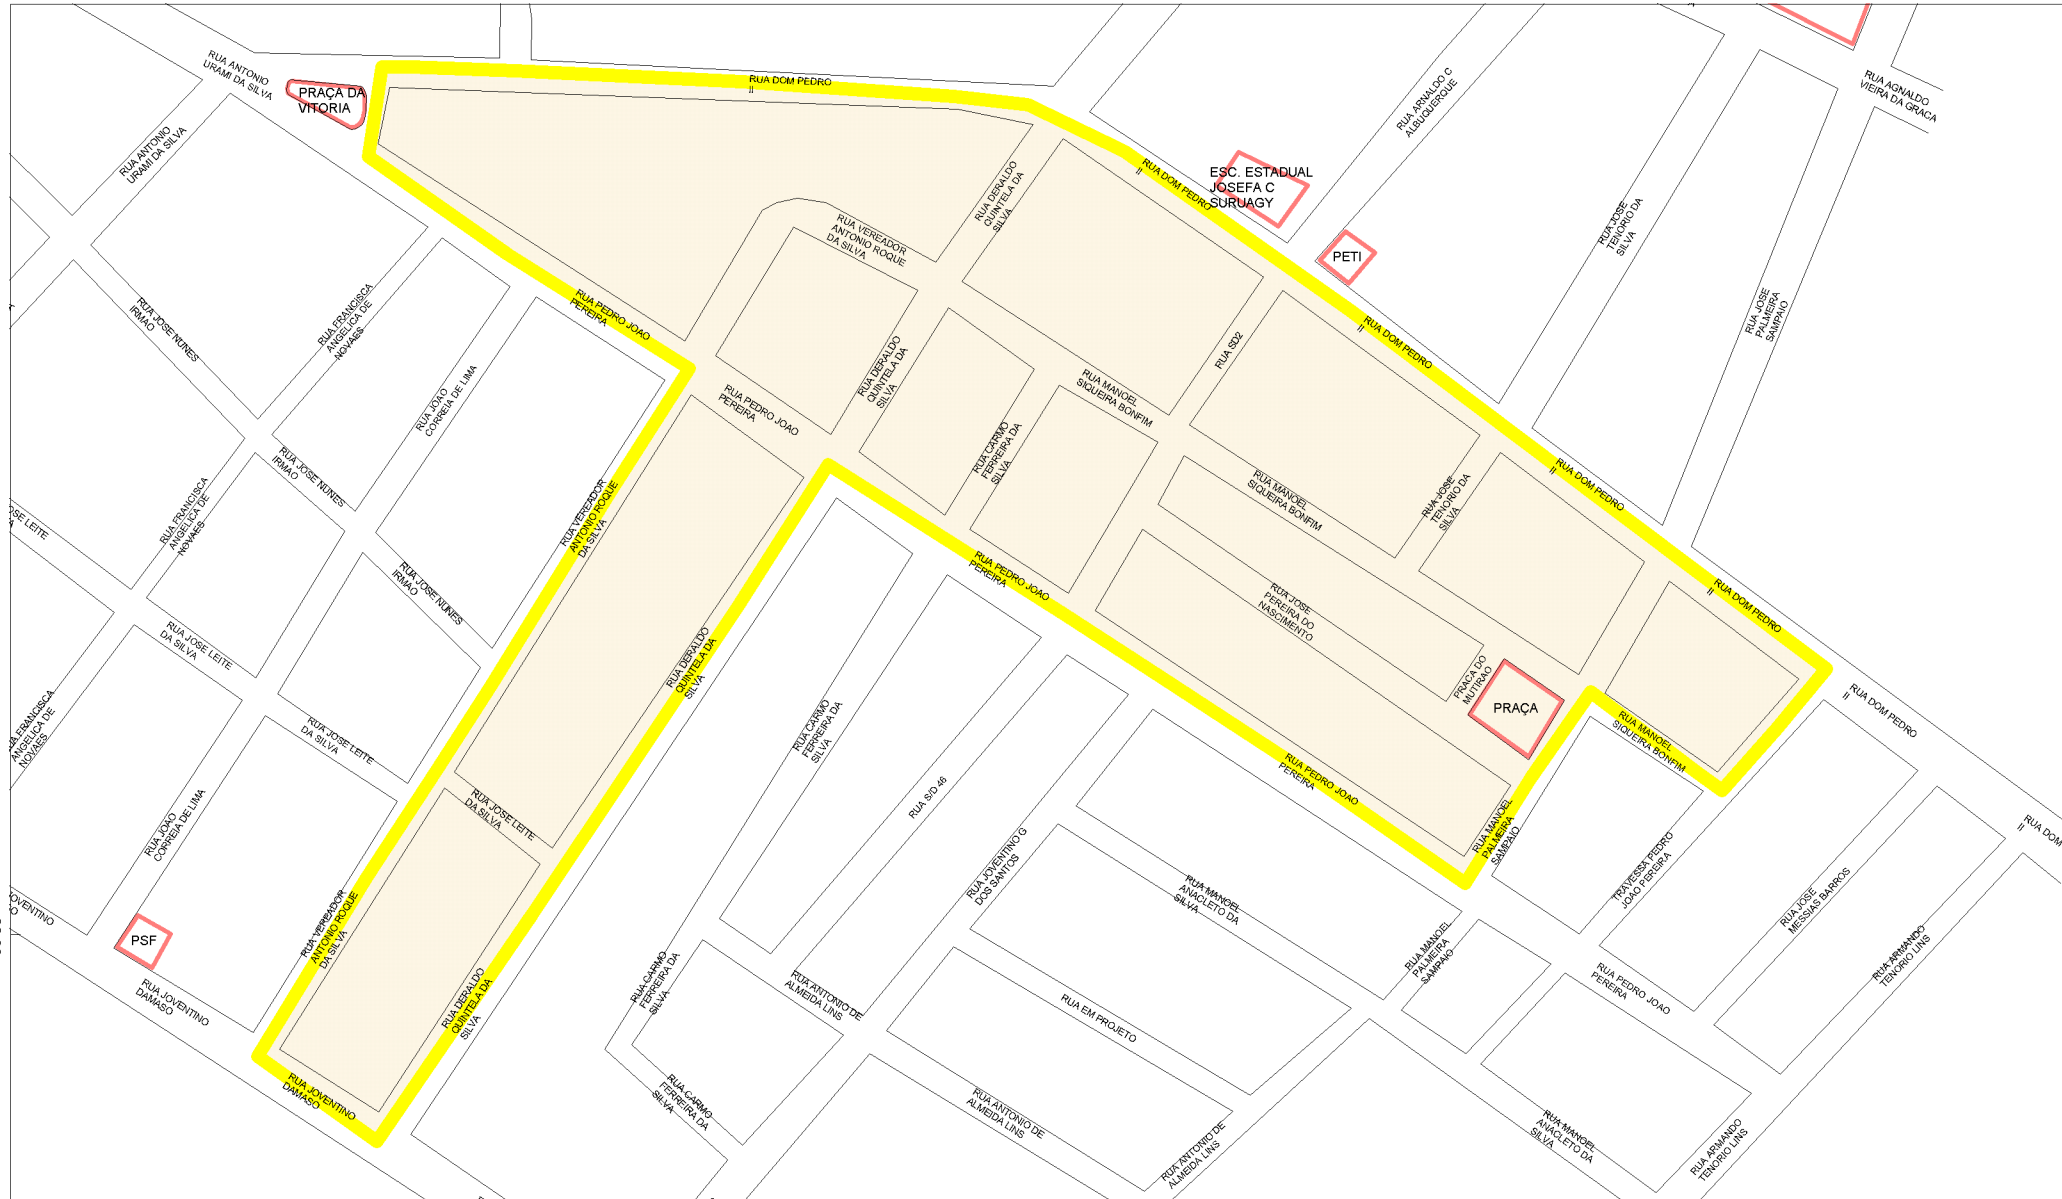 RUA ANTONIO
URAMI DA SILVA
PRAÇA DA
VITORIA
RUA DOM PEDRO
II
RUA ARNALDO C
ALBUQUERQUE
RUA AGNALDO
VIEIRA DA GRACA
RUA ANTONIO
URAMI DA SILVA
RUA DERALDO
QUINTELA DA
SILVA
RUA DOM PEDRO
II
ESC. ESTADUAL
JOSEFA C
SURUAGY
PETI
RUA JOSE
TENORIO DA
SILVA
RUA JOSE
PALMEIRA
SAMPAIO
RUA VEREADOR
ANTONIO ROQUE
DA SILVA
RUA JOSE NUNES
IRMAO
RUA FRANCISCA
ANGELICA DE
NOVAES
RUA PEDRO JOAO
PEREIRA
RUA DOM PEDRO
II
RUA SD2
RUA DERALDO
QUINTELA DA
SILVA
RUA JOAO
CORREIA DE LIMA
RUA PEDRO JOAO
PEREIRA
RUA MANOEL
SIQUEIRA BONFIM
RUA CARMO
FERREIRA DA
SILVA
RUA JOSE NUNES
IRMAO
RUA MANOEL
SIQUEIRA BONFIM
RUA JOSE
TENORIO DA
SILVA
RUA DOM PEDRO
II
OSE LEITE
A
RUA FRANCISCA
ANGELICA DE
NOVAES
RUA VEREADOR
ANTONIO ROQUE
DA SILVA
RUA JOSE NUNES
IRMAO
RUA PEDRO JOAO
PEREIRA
RUA JOSE
PEREIRA DO
NASCIMENTO
RUA DOM PEDRO
II
RUA JOSE LEITE
DA SILVA
RUA DERALDO
QUINTELA DA
SILVA
PRACA DO
MUTIRAO
PRAÇA
RUA MANOEL
SIQUEIRA BONFIM
RUA DOM PEDRO
II
UA FRANCISCA
ANGELICA DE
NOVAES
RUA JOSE LEITE
DA SILVA
RUA CARMO
FERREIRA DA
SILVA
RUA S/D 46
RUA PEDRO JOAO
PEREIRA
RUA JOAO
CORREIA DE LIMA
RUA JOSE LEITE
DA SILVA
RUA MANOEL
PALMEIRA
SAMPAIO
RUA DOM
II
RUA JOVENTINO G
DOS SANTOS
RUA MANOEL
ANACLETO DA
SILVA
TRAVESSA PEDRO
JOAO PEREIRA
RUA JOSE
MESSIAS BARROS
OVENTINO
O
PSF
RUA VEREADOR
ANTONIO ROQUE
DA SILVA
RUA MANOEL
PALMEIRA
SAMPAIO
RUA ARMANDO
TENORIO LINS
RUA JOVENTINO
DAMASO
RUA DERALDO
QUINTELA DA
SILVA
RUA CARMO
FERREIRA DA
SILVA
RUA ANTONIO DE
ALMEIDA LINS
RUA EM PROJETO
RUA PEDRO JOAO
PEREIRA
RUA JOVENTINO
DAMASO
RUA CARMO
FERREIRA DA
SILVA
RUA ANTONIO DE
ALMEIDA LINS
RUA ANTONIO DE
ALMEIDA LINS
RUA MANOEL
ANACLETO DA
SILVA
RUA ARMANDO
TENORIO LINS